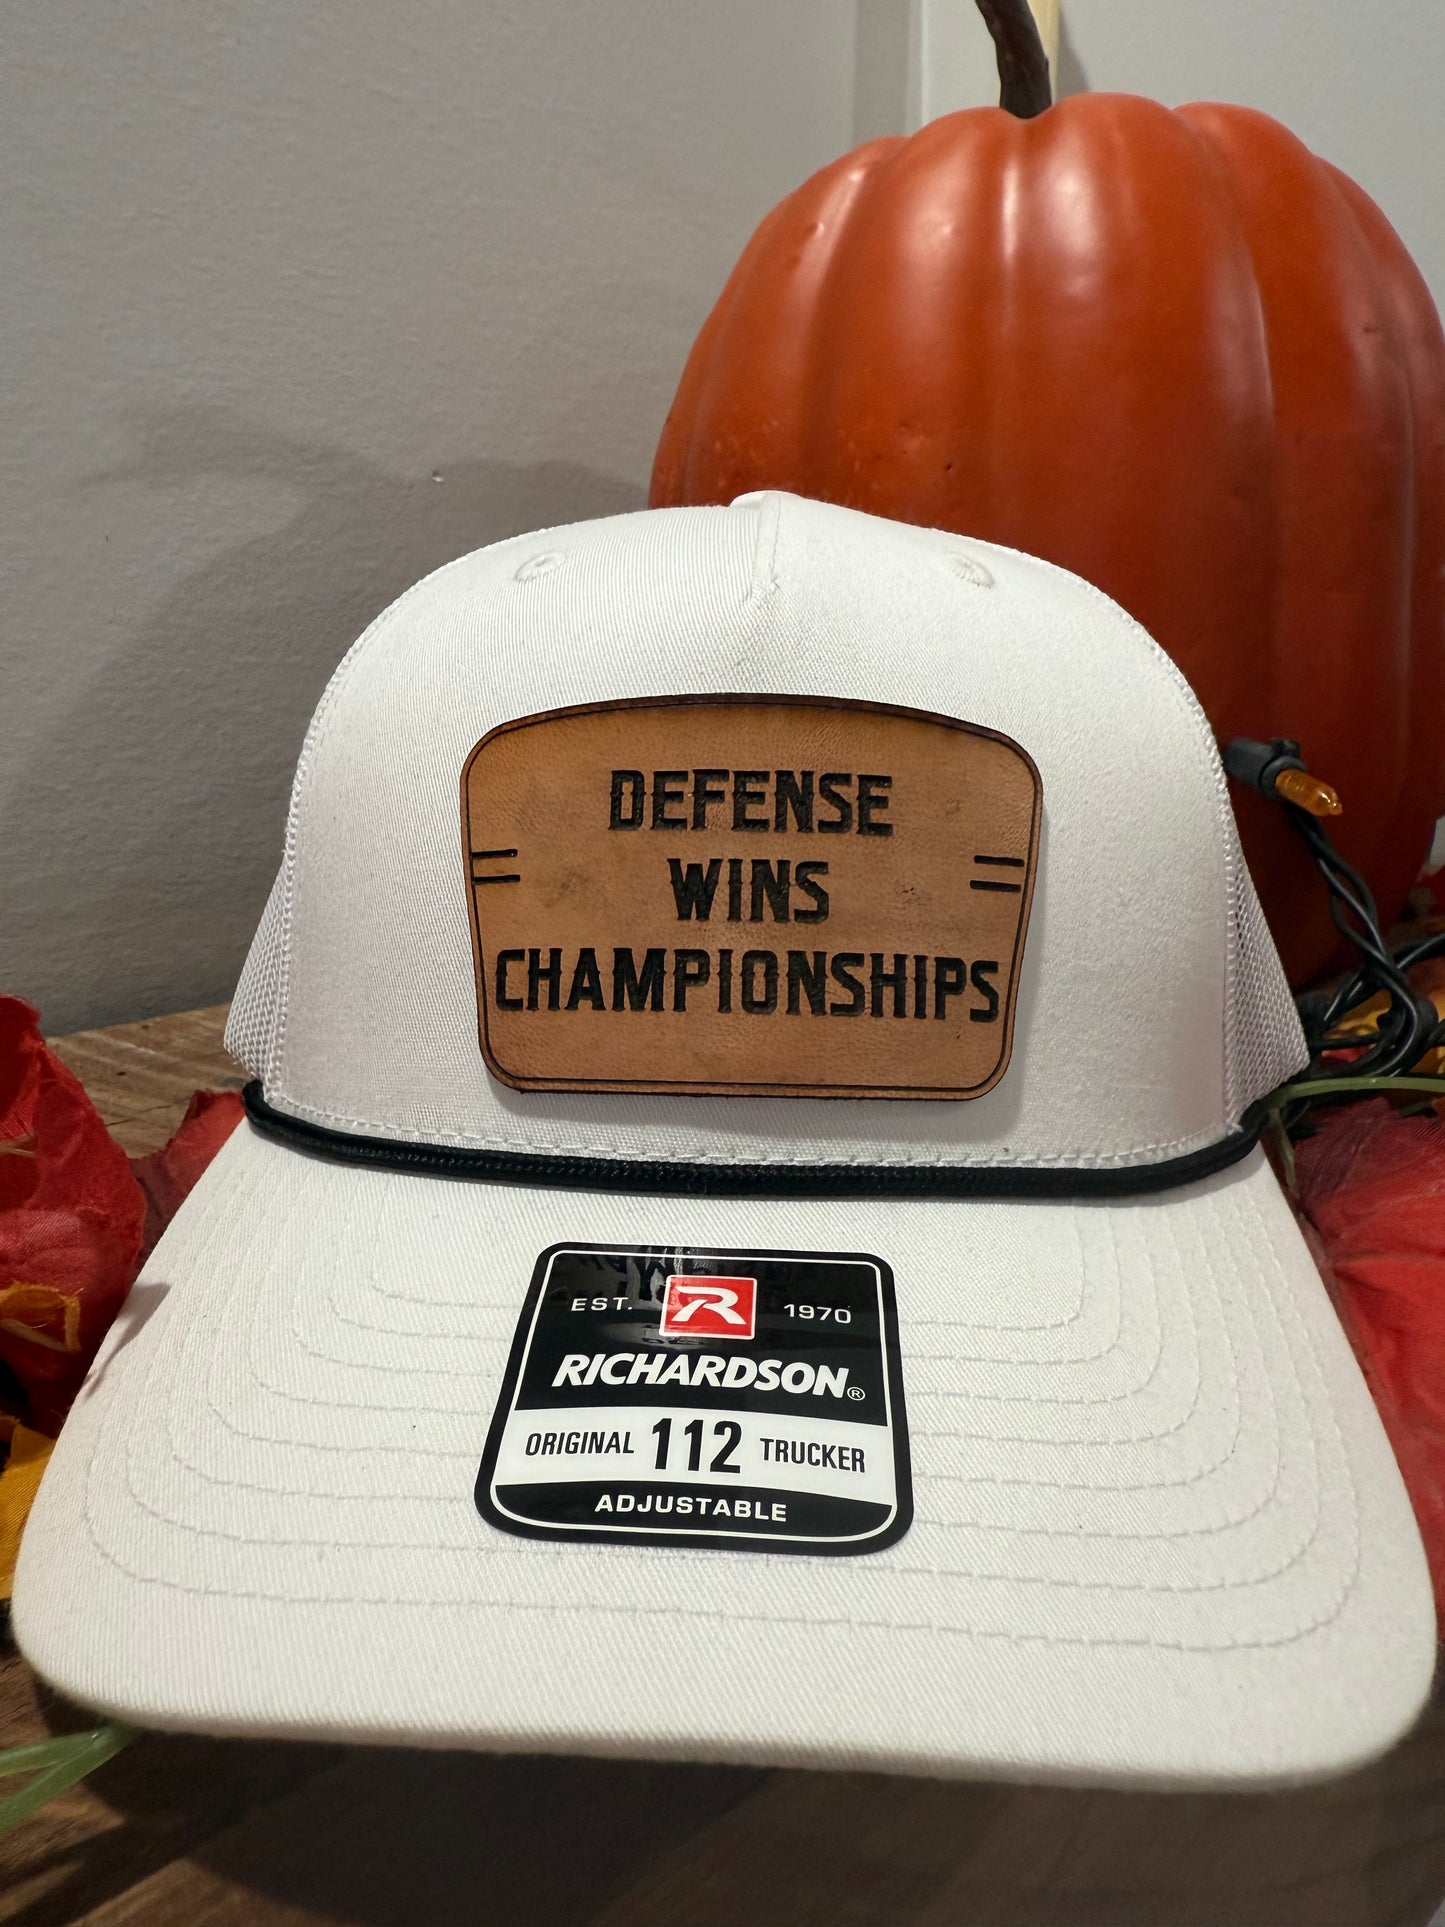 DEFENSE
WINS
CHAMPIONSHIPS
EST. R 1970
RICHARDSON®
ORIGINAL 112 TRUCKER
ADJUSTABLE